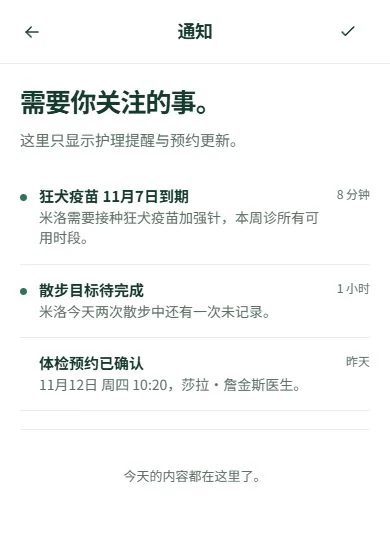 通知
需要你关注的事。
这里只显示护理提醒与预约更新。
狂犬疫苗 11月7日到期
8 分钟
米洛需要接种狂犬疫苗加强针，本周诊所有可
用时段。
散步目标待完成
1 小时
米洛今天两次散步中还有一次未记录。
体检预约已确认
昨天
11月12日 周四 10:20，莎拉・詹金斯医生。
今天的内容都在这里了。